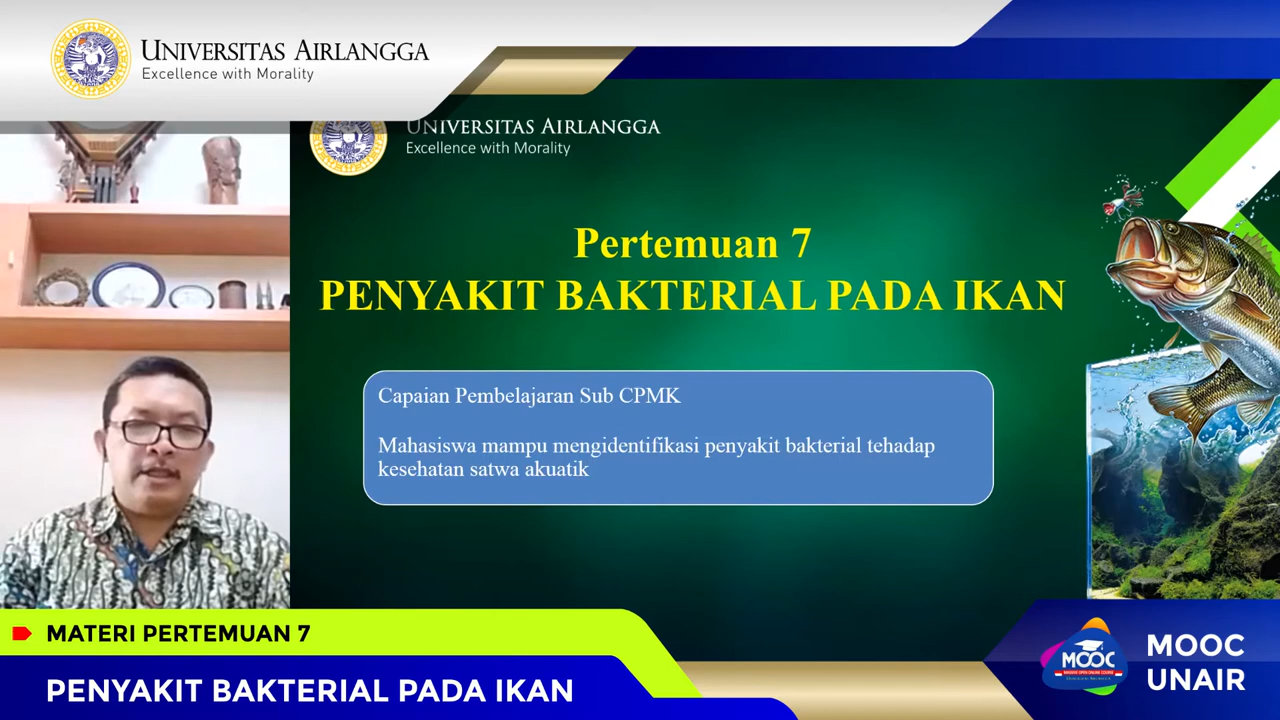 UNIVERSITAS AIRLANGGA
Excellence with Morality
UNIVERSITAS AIRLANGGA
Excellence with Morality
Pertemuan 7
PENYAKIT BAKTERIAL PADA IKAN
Capaian Pembelajaran Sub CPMK
Mahasiswa mampu mengidentifikasi penyakit bakterial tehadap
kesehatan satwa akuatik
MATERI PERTEMUAN 7
PENYAKIT BAKTERIAL PADA IKAN
MOOC
MOOC
UNAIR